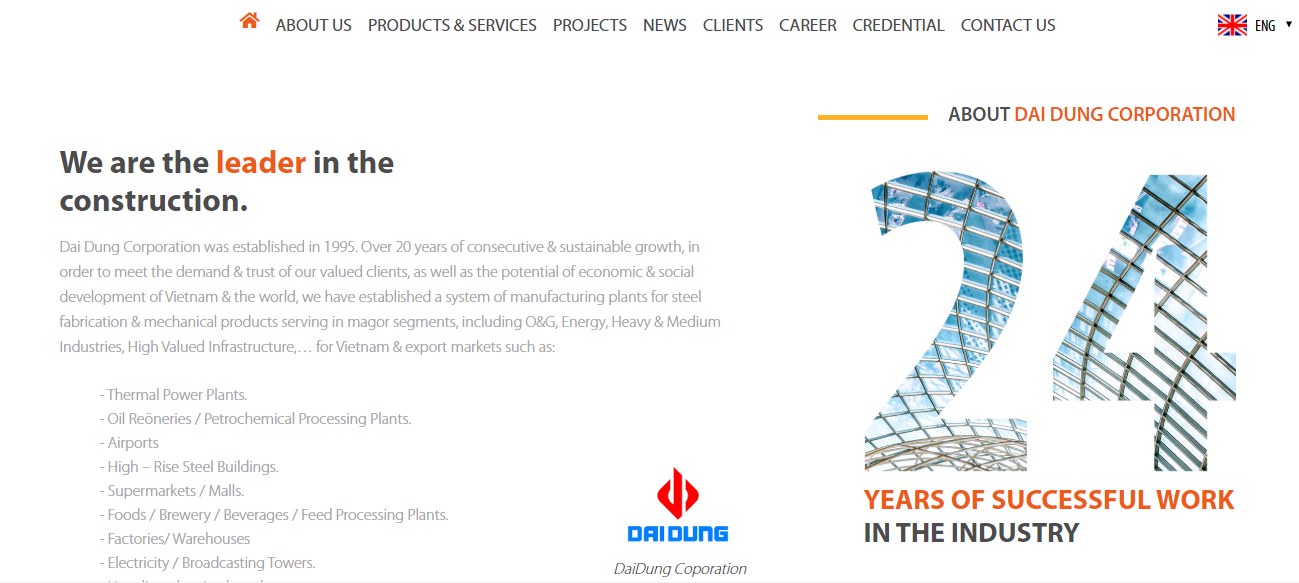 ABOUT US PRODUCTS & SERVICES PROJECTS NEWS CLIENTS CAREER CREDENTIAL CONTACT US ENG
ABOUT DAI DUNG CORPORATION
We are the leader in the
construction.
Dai Dung Corporation was established in 1995. Over 20 years of consecutive & sustainable growth, in
order to meet the demand & trust of our valued clients, as well as the potential of economic & social
development of Vietnam & the world, we have established a system of manufacturing plants for steel
fabrication & mechanical products serving in magor segments, including O&G, Energy, Heavy & Medium
Industries, High Valued Infrastructure,… for Vietnam & export markets such as:
- Thermal Power Plants.
- Oil Reöneries / Petrochemical Processing Plants.
- Airports
- High – Rise Steel Buildings.
- Supermarkets / Malls.
- Foods / Brewery / Beverages / Feed Processing Plants.
- Factories/ Warehouses
- Electricity / Broadcasting Towers.
DAI DUNG
DaiDung Coporation
24
YEARS OF SUCCESSFUL WORK
IN THE INDUSTRY